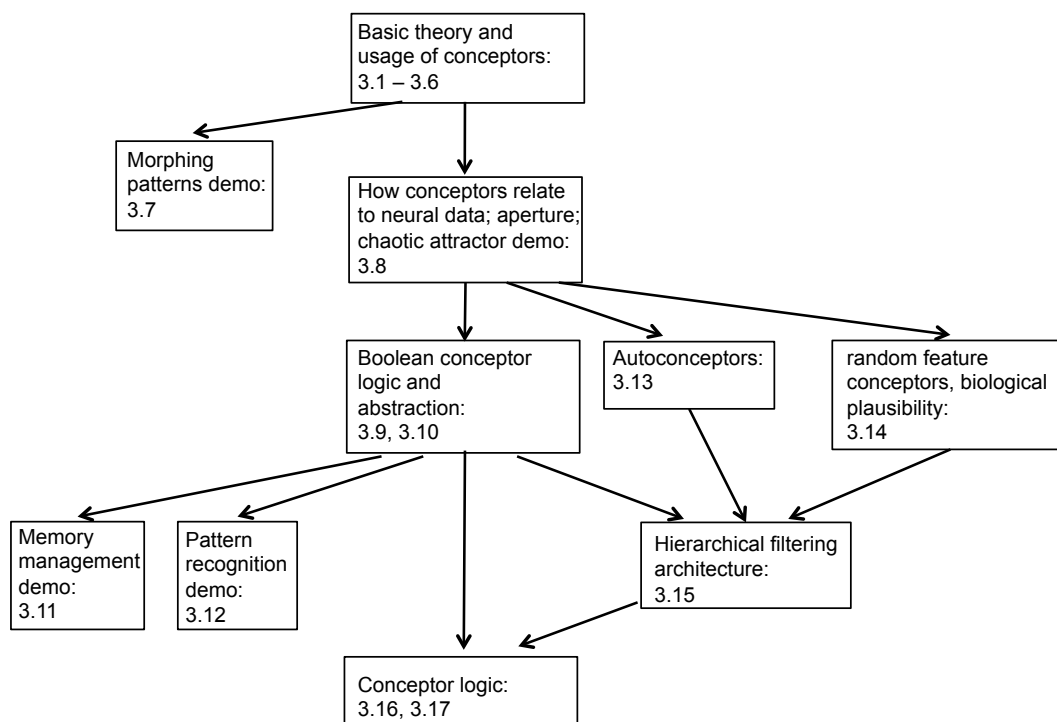 Basic theory and
usage of conceptors:
3.1 – 3.6
Morphing
patterns demo:
3.7
How conceptors relate
to neural data; aperture;
chaotic attractor demo:
3.8
Boolean conceptor
logic and
abstraction:
3.9, 3.10
Autoconceptors:
3.13
random feature
conceptors, biological
plausibility:
3.14
Memory
management
demo:
3.11
Pattern
recognition
demo:
3.12
Hierarchical filtering
architecture:
3.15
Conceptor logic:
3.16, 3.17